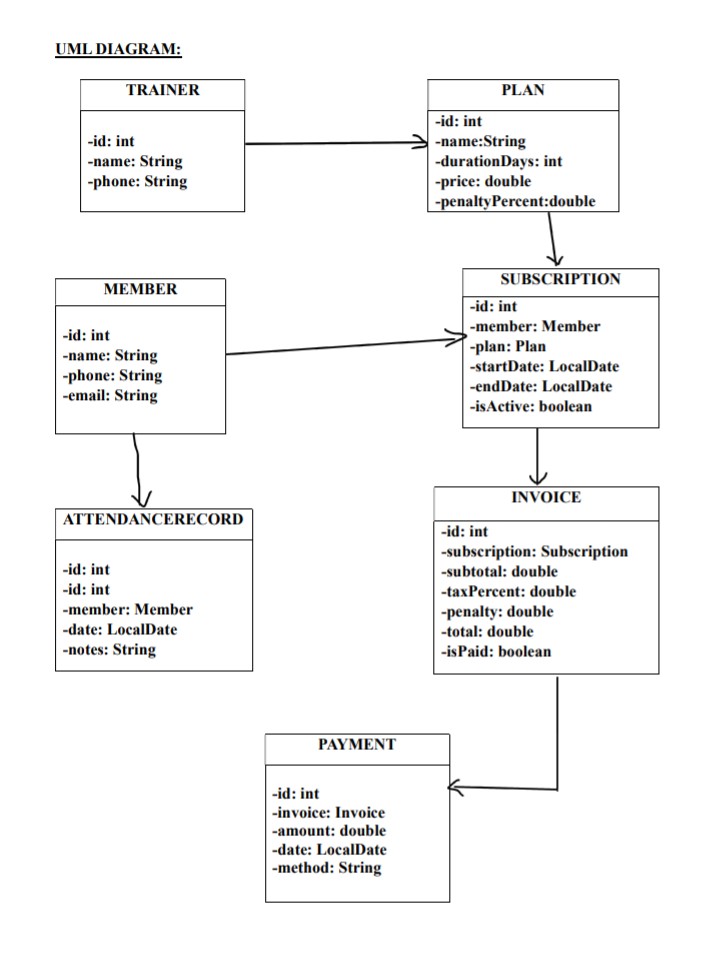 UML DIAGRAM:
TRAINER
-id: int
-name: String
-phone: String
PLAN
-id: int
-name:String
-durationDays: int
-price: double
-penaltyPercent:double
MEMBER
-id: int
-name: String
-phone: String
-email: String
SUBSCRIPTION
-id: int
-member: Member
-plan: Plan
-startDate: LocalDate
-endDate: LocalDate
-isActive: boolean
ATTENDANCERECORD
-id: int
-id: int
-member: Member
-date: LocalDate
-notes: String
INVOICE
-id: int
-subscription: Subscription
-subtotal: double
-taxPercent: double
-penalty: double
-total: double
-isPaid: boolean
PAYMENT
-id: int
-invoice: Invoice
-amount: double
-date: LocalDate
-method: String